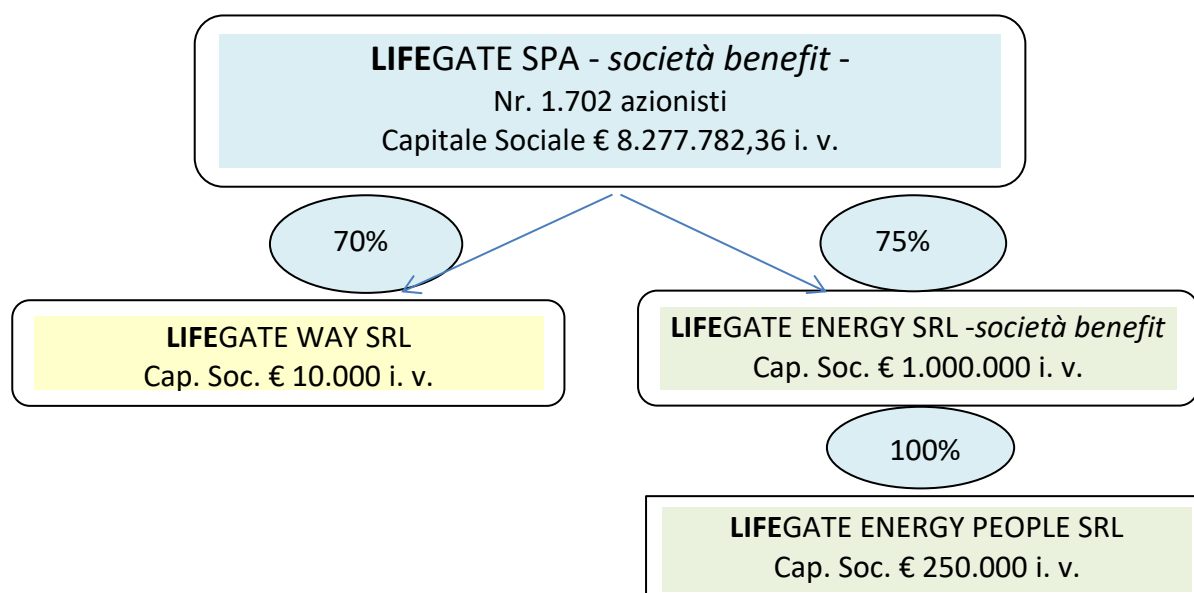 LIFEGATE SPA - società benefit -
Nr. 1.702 azionisti
Capitale Sociale € 8.277.782,36 i. v.
70%
75%
LIFEGATE WAY SRL
Cap. Soc. € 10.000 i. v.
LIFEGATE ENERGY SRL -società benefit
Cap. Soc. € 1.000.000 i. v.
100%
LIFEGATE ENERGY PEOPLE SRL
Cap. Soc. € 250.000 i. v.